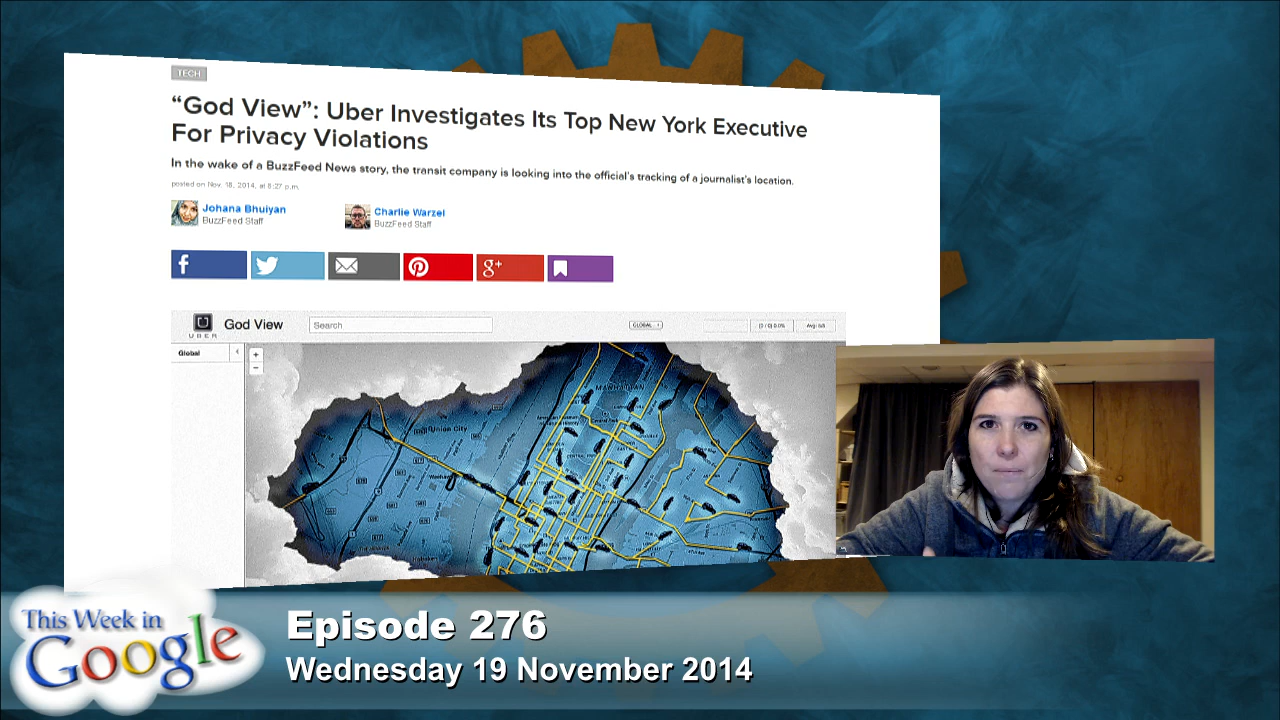 TECH
“God View”: Uber Investigates Its Top New York Executive
For Privacy Violations
In the wake of a BuzzFeed News story, the transit company is looking into the official's tracking of a journalist's location.
posted on Nov. 18, 2014, at 8:27 p.m.
Johana Bhuiyan
BuzzFeed Staff
Charlie Warzel
BuzzFeed Staff
f
g+
UBER
God View
Search
GLOBAL
Global
+
-
MANHATTAN
Union City
This Week in
Google
Episode 276
Wednesday 19 November 2014